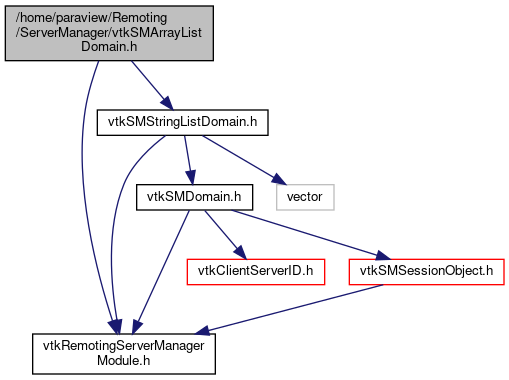 /home/paraview/Remoting
/ServerManager/vtkSMArrayList
Domain.h
vtkSMStringListDomain.h
vtkSMDomain.h
vector
vtkClientServerID.h
vtkSMSessionObject.h
vtkRemotingServerManager
Module.h